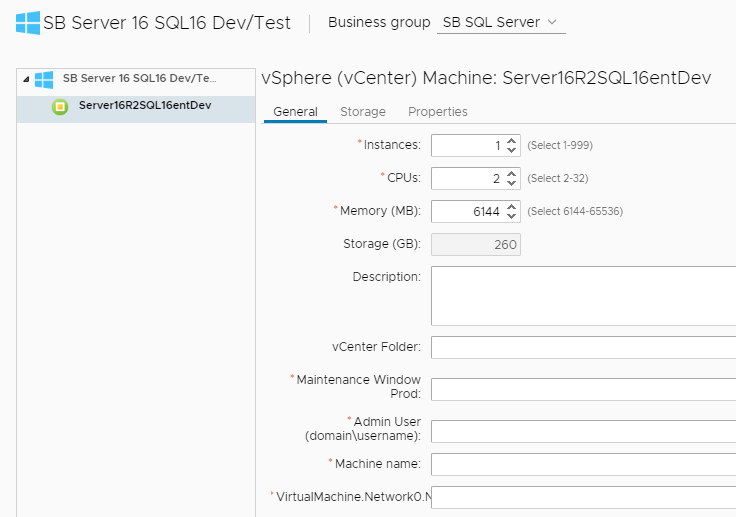 SB Server 16 SQL16 Dev/Test
Business group SB SQL Server
SB Server 16 SQL16 Dev/Te...
Server16R2SQL16entDev
vSphere (vCenter) Machine: Server16R2SQL16entDev
General Storage Properties
* Instances: 1 (Select 1-999)
* CPUs: 2 (Select 2-32)
* Memory (MB): 6144 (Select 6144-65536)
Storage (GB): 260
Description:
vCenter Folder:
* Maintenance Window
Prod:
* Admin User
(domain\username):
* Machine name:
* VirtualMachine.Network0.N